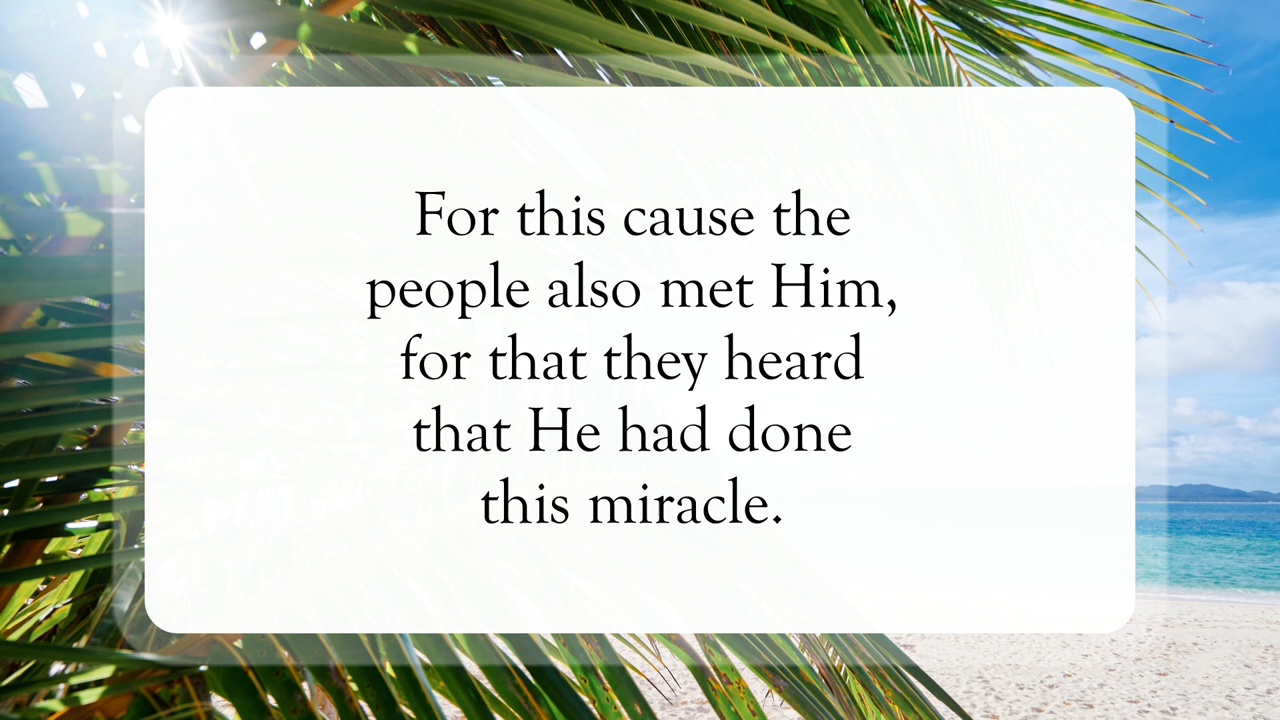 For this cause the
people also met Him,
for that they heard
that He had done
this miracle.